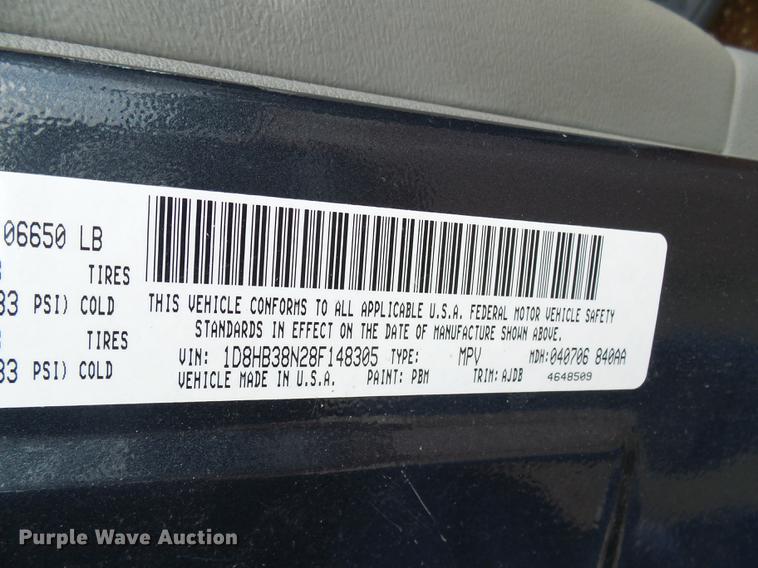 06650 LB
TIRES
PSI) COLD
TIRES
PSI) COLD
THIS VEHICLE CONFORMS TO ALL APPLICABLE U.S.A. FEDERAL MOTOR VEHICLE SAFETY
STANDARDS IN EFFECT ON THE DATE OF MANUFACTURE SHOWN ABOVE.
VIN: 1D8HB38N28F148305 TYPE: MPV MDH: 040706 840AA
VEHICLE MADE IN U.S.A. PAINT: PBM TRIM: AJDB 4648509
Purple Wave Auction